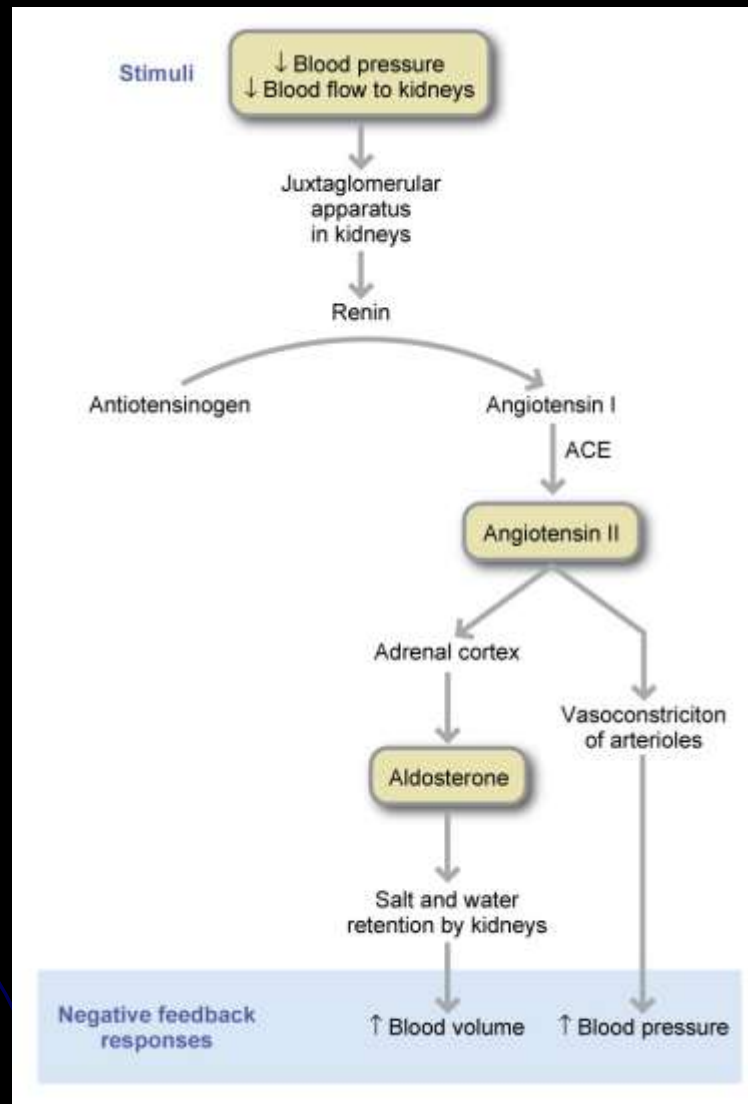 Stimuli
↓ Blood pressure
↓ Blood flow to kidneys
Juxtaglomerular
apparatus
in kidneys
Renin
Antiotensinogen
Angiotensin I
ACE
Angiotensin II
Adrenal cortex
Vasoconstriciton
of arterioles
Aldosterone
Salt and water
retention by kidneys
Negative feedback
responses
↑ Blood volume
↑ Blood pressure